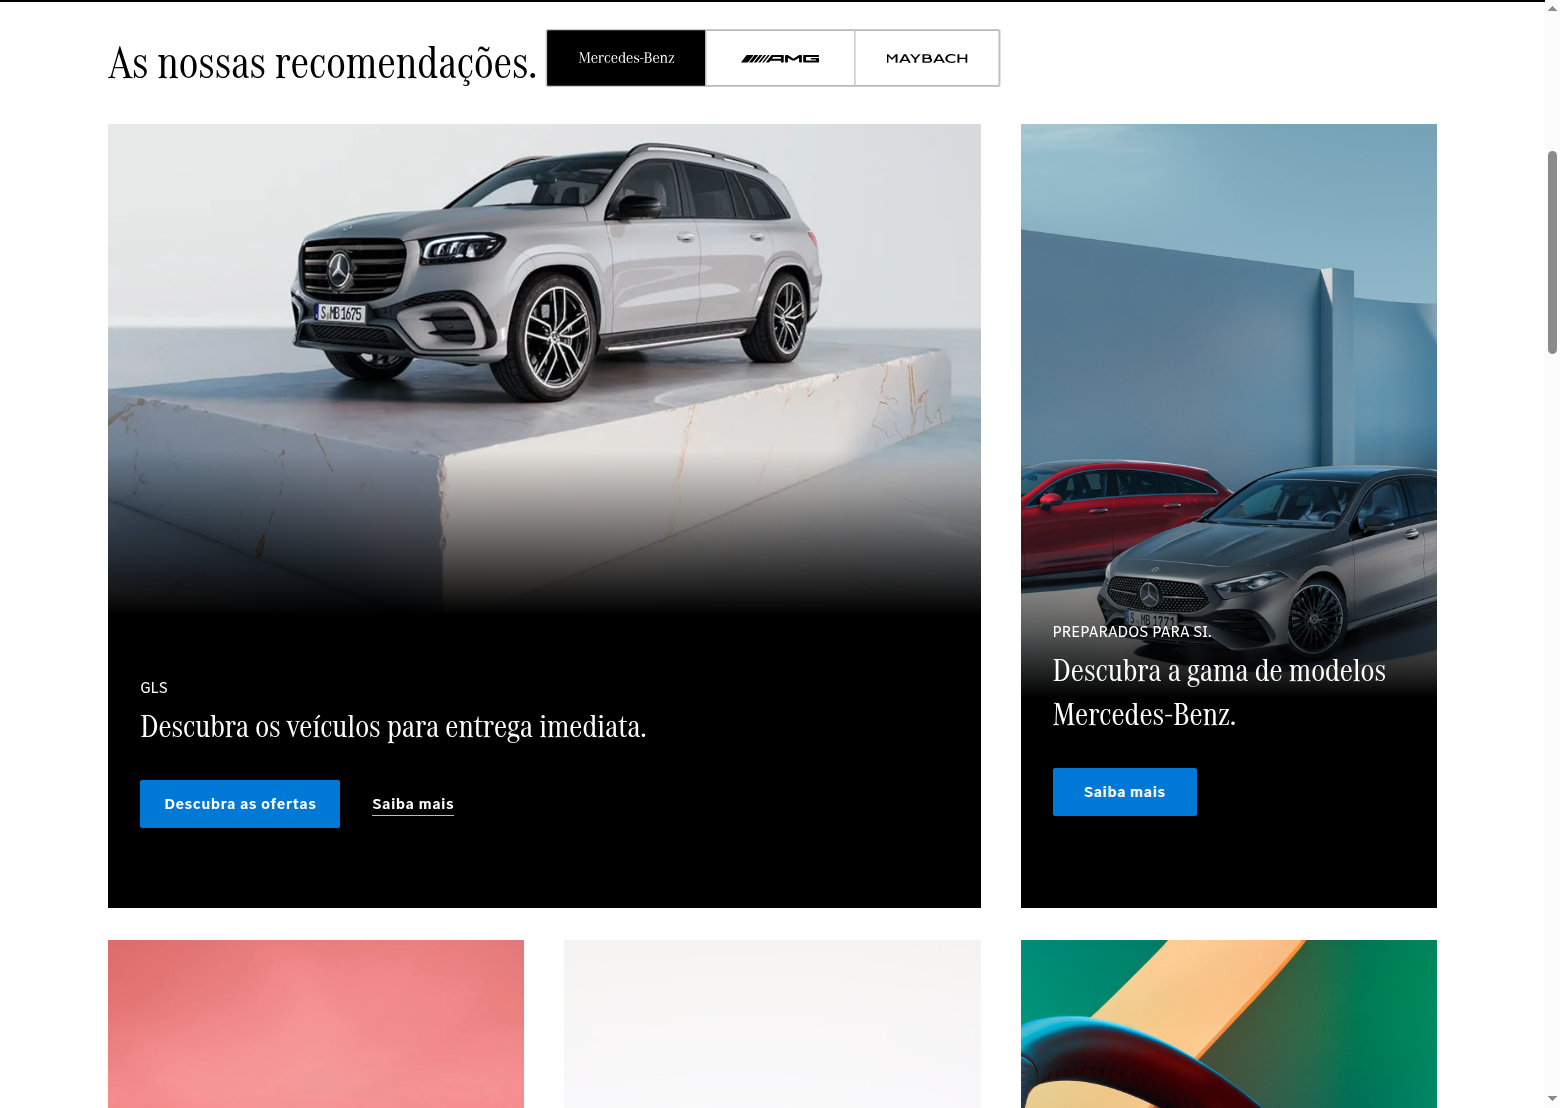 As nossas recomendações.
Mercedes-Benz
AMG
MAYBACH
S MB 1675
GLS
Descubra os veículos para entrega imediata.
Descubra as ofertas
Saiba mais
S MB 1771
PREPARADOS PARA SI.
Descubra a gama de modelos
Mercedes-Benz.
Saiba mais